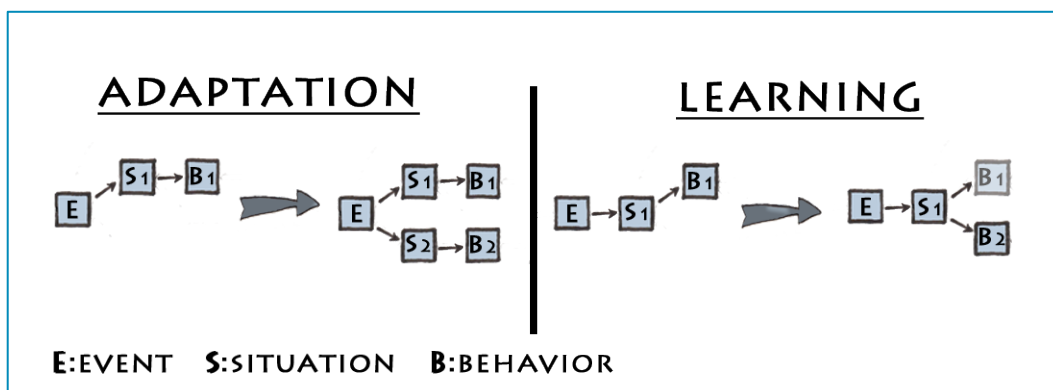 ADAPTATION
E
S1
B1
E
S1
B1
S2
B2
LEARNING
E
S1
B1
E
S1
B1
B2
E:EVENT S:SITUATION B:BEHAVIOR